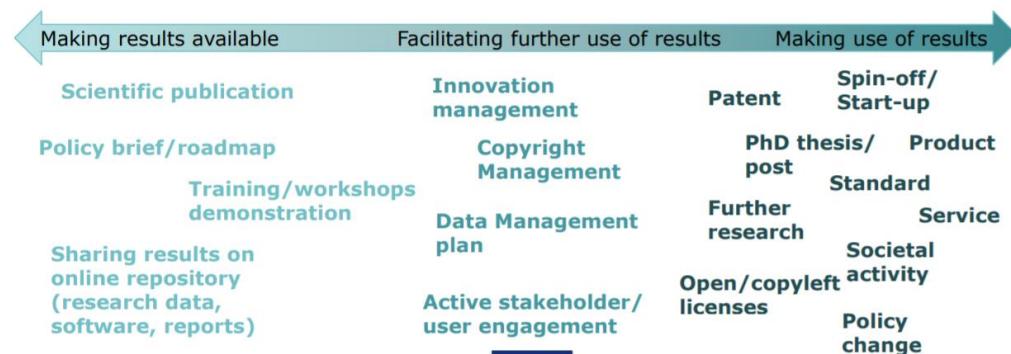 Making results available
Facilitating further use of results
Making use of results
Scientific publication
Policy brief/roadmap
Training/workshops
demonstration
Sharing results on
online repository
(research data,
software, reports)
Innovation
management
Copyright
Management
Data Management
plan
Active stakeholder/
user engagement
Patent
Spin-off/
Start-up
PhD thesis/
post
Product
Standard
Further
research
Service
Societal
activity
Open/copyleft
licenses
Policy
change